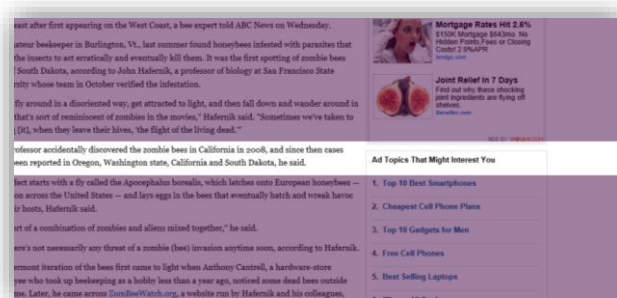 east after first appearing on the West Coast, a bee expert told ABC News on Wednesday.
ateur beekeeper in Burlington, Vt., last summer found honeybees infested with parasites that
the insects to act erratically and eventually kill them. It was the first spotting of zombie bees
f South Dakota, according to John Hafernik, a professor of biology at San Francisco State
rsity whose team in October verified the infestation.
fly around in a disoriented way, get attracted to light, and then fall down and wander around in
that's sort of reminiscent of zombies in the movies," Hafernik said. "Sometimes we've taken to
g [it], when they leave their hives, 'the flight of the living dead.'"
rofessor accidentally discovered the zombie bees in California in 2008, and since then cases
been reported in Oregon, Washington state, California and South Dakota, he said.
fect starts with a fly called the Apocephalus borealis, which latches onto European honeybees —
on across the United States — and lays eggs in the bees that eventually hatch and wreak havoc
ir hosts, Hafernik said.
ort of a combination of zombies and aliens mixed together," he said.
ere's not necessarily any threat of a zombie (bee) invasion anytime soon, according to Hafernik.
ermont iteration of the bees first came to light when Anthony Cantrell, a hardware-store
yee who took up beekeeping as a hobby less than a year ago, noticed some dead bees outside
me. Later, he came across ZomBeeWatch.org, a website run by Hafernik and his colleagues,
Mortgage Rates Hit 2.6%
$150K Mortgage $643/mo. No
Hidden Points,Fees or Closing
Costs! 2.9%APR
Joint Relief In 7 Days
Find out why these shocking
joint ingredients are flying off
shelves.
Ad Topics That Might Interest You
1. Top 10 Best Smartphones
2. Cheapest Cell Phone Plans
3. Top 10 Gadgets for Men
4. Free Cell Phones
5. Best Selling Laptops